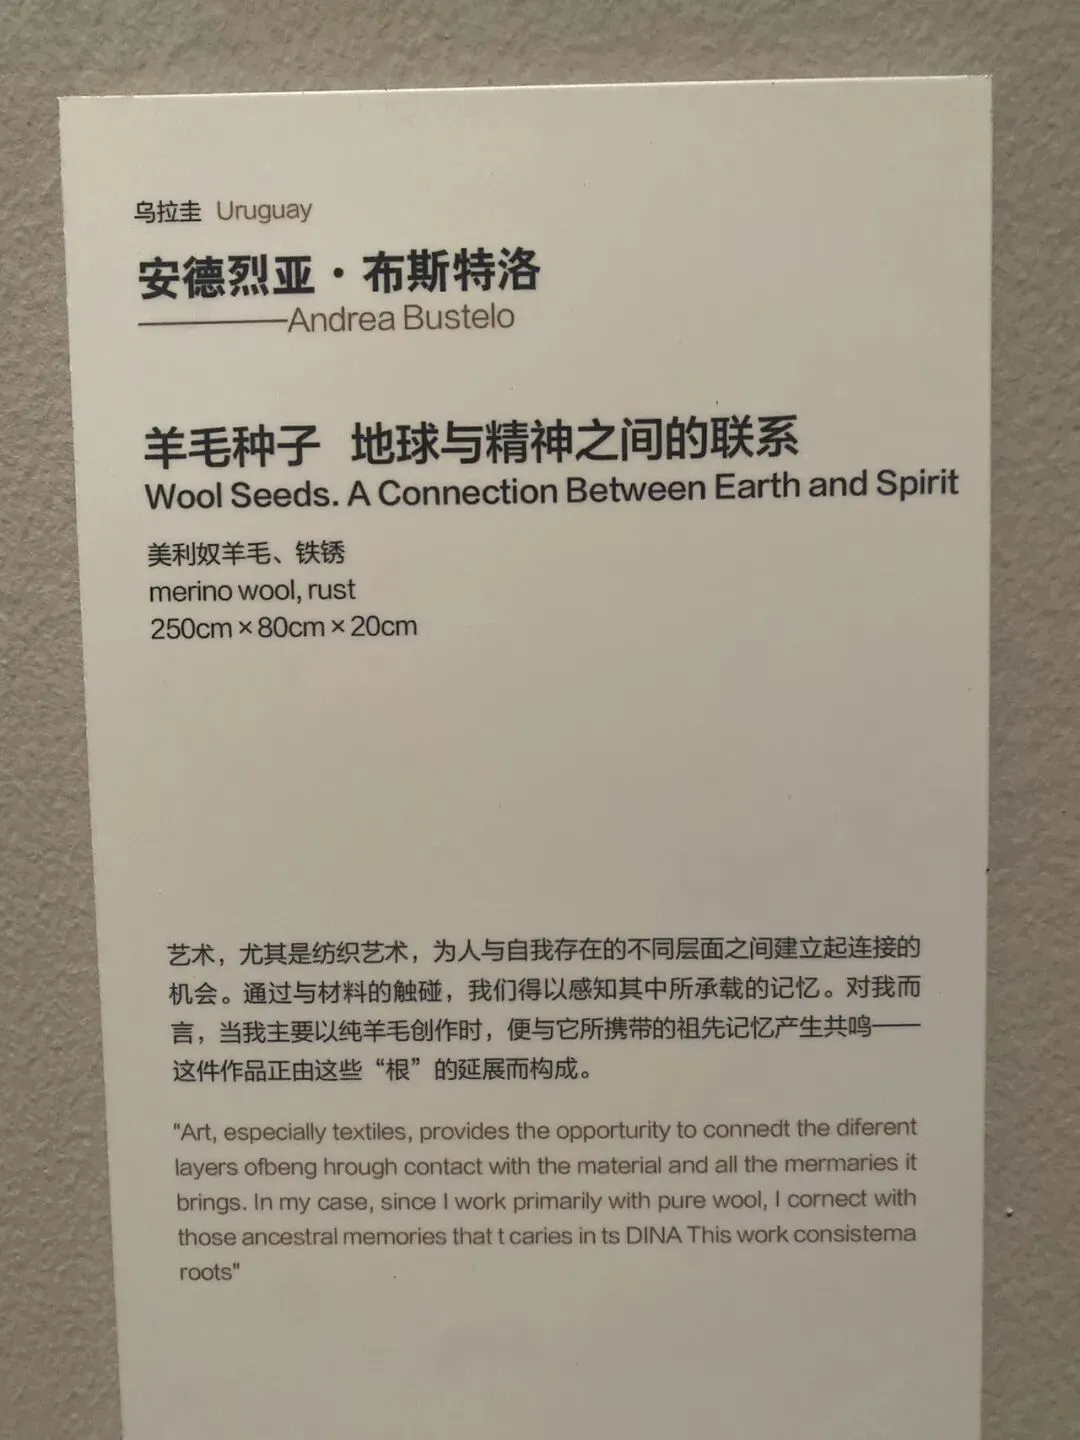 乌拉圭 Uruguay
安德烈亚·布斯特洛
———Andrea Bustelo
羊毛种子 地球与精神之间的联系
Wool Seeds. A Connection Between Earth and Spirit
美利奴羊毛、铁锈
merino wool, rust
250cm×80cm×20cm
艺术，尤其是纺织艺术，为人与自我存在的不同层面之间建立起连接的
机会。通过与材料的触碰，我们得以感知其中所承载的记忆。对我而
言，当我主要以纯羊毛创作时，便与它所携带的祖先记忆产生共鸣——
这件作品正由这些“根”的延展而构成。
"Art, especially textiles, provides the opporturity to connedt the diferent
layers ofbeng hrough contact with the material and all the mermaries it
brings. In my case, since I work primarily with pure wool, I cornect with
those ancestral memories that t caries in ts DINA This work consistema
roots"